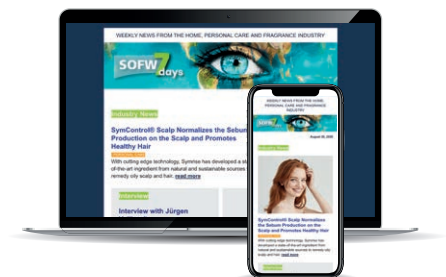 WEEKLY NEWS FROM THE HOME, PERSONAL CARE AND FRAGRANCE INDUSTRY
SOFW 7
days
Industry News
SymControl® Scalp Normalizes the Sebum
Production on the Scalp and Promotes
Healthy Hair
With cutting edge technology, Symrise has developed a
of-the-art ingredient from natural and sustainable sources
remedy oily scalp and hair. read more
Interview
Interview with Jürgen
WEEKLY NEWS FROM THE HOME,
PERSONAL CARE AND FRAGRANCE
INDUSTRY
SOFW 7
days
Industry News
SymControl® Scalp Normalizes
the Sebum Production on the
Scalp and Promotes Healthy Hair
With cutting edge technology, Symrise has
developed a state-of-the-art ingredient from
natural and sustainable sources to remedy oily
scalp and hair. read more